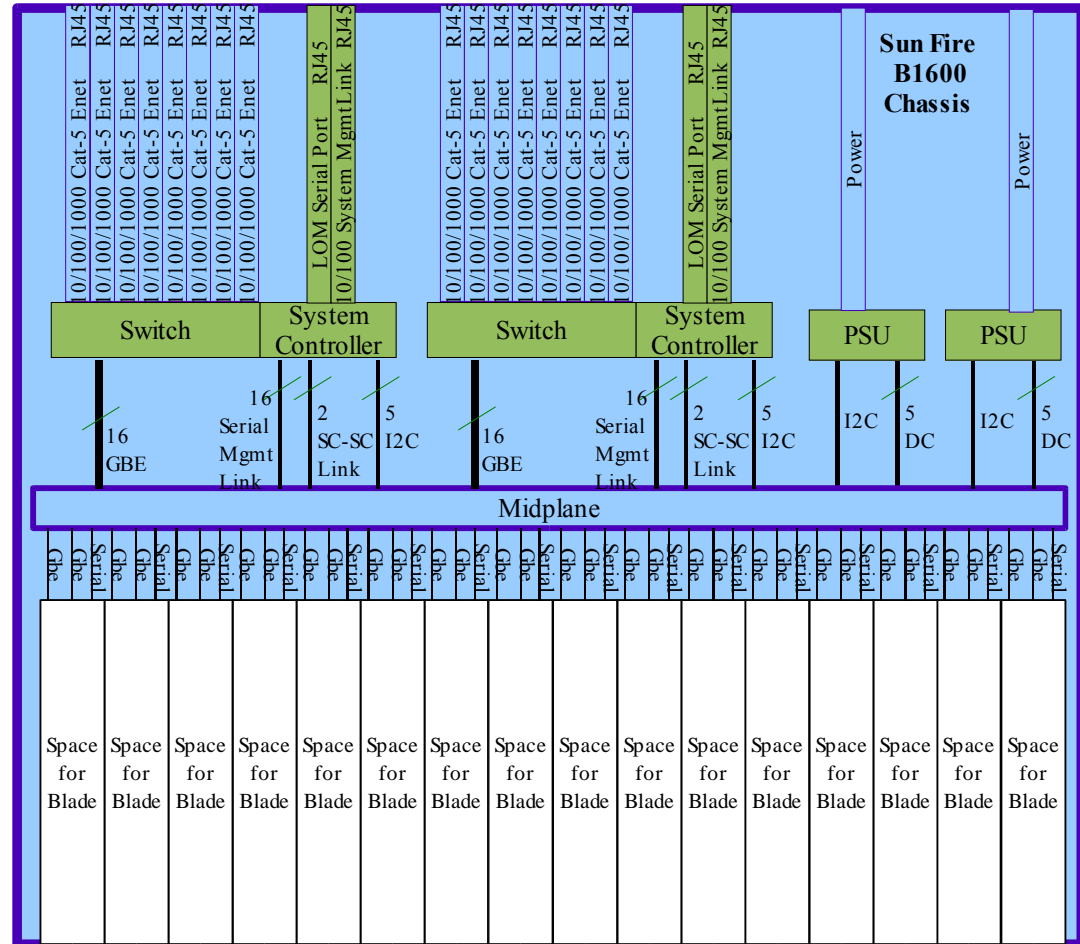 10/100/1000 Cat-5 Enet RJ45
10/100/1000 Cat-5 Enet RJ45
10/100/1000 Cat-5 Enet RJ45
10/100/1000 Cat-5 Enet RJ45
10/100/1000 Cat-5 Enet RJ45
10/100/1000 Cat-5 Enet RJ45
10/100/1000 Cat-5 Enet RJ45
10/100/1000 Cat-5 Enet RJ45
LOM Serial Port RJ45
10/100 System MgmtLink RJ45
10/100/1000 Cat-5 Enet RJ45
10/100/1000 Cat-5 Enet RJ45
10/100/1000 Cat-5 Enet RJ45
10/100/1000 Cat-5 Enet RJ45
10/100/1000 Cat-5 Enet RJ45
10/100/1000 Cat-5 Enet RJ45
10/100/1000 Cat-5 Enet RJ45
10/100/1000 Cat-5 Enet RJ45
LOM Serial Port RJ45
10/100 System MgmtLink RJ45
Power
Sun Fire
B1600
Chassis
Power
Switch
System
Controller
Switch
System
Controller
PSU
PSU
16
GBE
16
Serial
Mgmt
Link
2
SC-SC
Link
5
I2C
16
GBE
16
Serial
Mgmt
Link
2
SC-SC
Link
5
I2C
I2C
5
DC
I2C
5
DC
Midplane
Gbe
Gbe
Serial
Gbe
Gbe
Serial
Gbe
Gbe
Serial
Gbe
Gbe
Serial
Gbe
Gbe
Serial
Gbe
Gbe
Serial
Gbe
Gbe
Serial
Gbe
Gbe
Serial
Gbe
Gbe
Serial
Gbe
Gbe
Serial
Gbe
Gbe
Serial
Gbe
Gbe
Serial
Gbe
Gbe
Serial
Gbe
Gbe
Serial
Gbe
Gbe
Serial
Gbe
Gbe
Serial
Space
for
Blade
Space
for
Blade
Space
for
Blade
Space
for
Blade
Space
for
Blade
Space
for
Blade
Space
for
Blade
Space
for
Blade
Space
for
Blade
Space
for
Blade
Space
for
Blade
Space
for
Blade
Space
for
Blade
Space
for
Blade
Space
for
Blade
Space
for
Blade